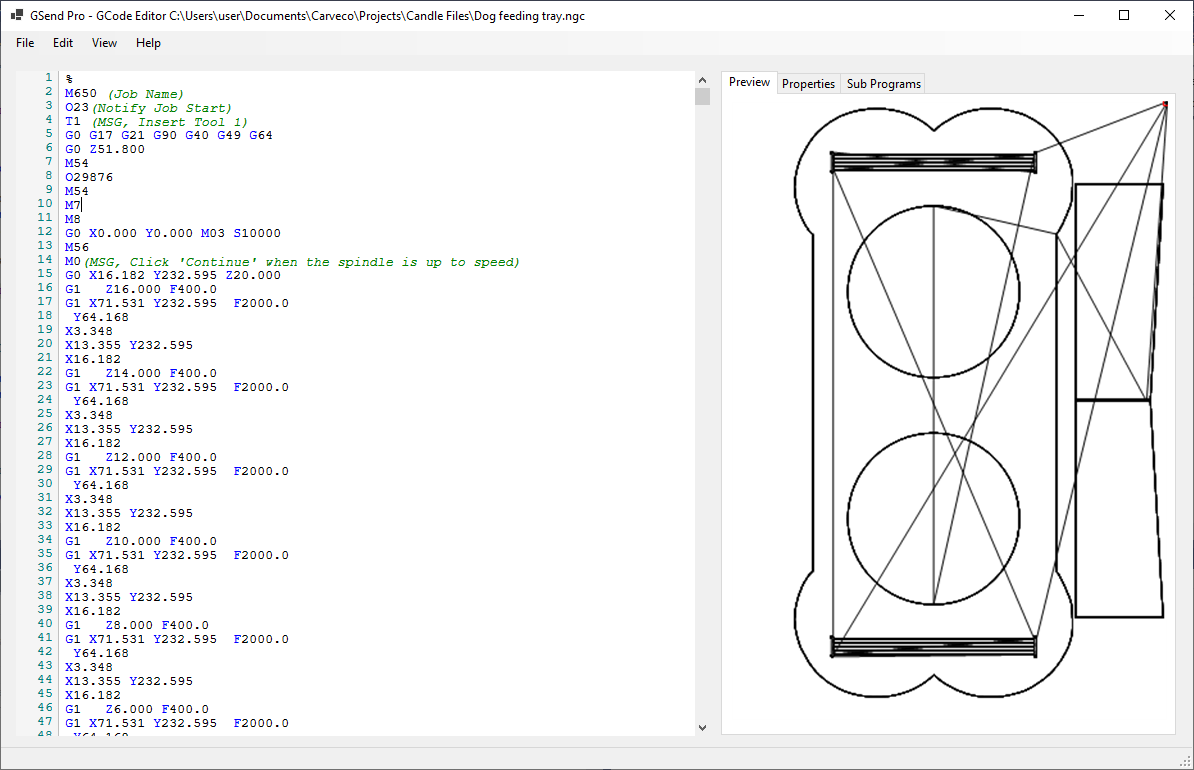 GSend Pro - GCode Editor C:\Users\user\Documents\Carveco\Projects\Candle Files\Dog feeding tray.ngc
File Edit View Help
Preview Properties Sub Programs
1 %
2 M650 (Job Name)
3 O23(Notify Job Start)
4 T1 (MSG, Insert Tool 1)
5 G0 G17 G21 G90 G40 G49 G64
6 G0 Z51.800
7 M54
8 O29876
9 M54
10 M7
11 M8
12 G0 X0.000 Y0.000 M03 S10000
13 M56
14 M0(MSG, Click 'Continue' when the spindle is up to speed)
15 G0 X16.182 Y232.595 Z20.000
16 G1 Z16.000 F400.0
17 G1 X71.531 Y232.595 F2000.0
18 Y64.168
19 X3.348
20 X13.355 Y232.595
21 X16.182
22 G1 Z14.000 F400.0
23 G1 X71.531 Y232.595 F2000.0
24 Y64.168
25 X3.348
26 X13.355 Y232.595
27 X16.182
28 G1 Z12.000 F400.0
29 G1 X71.531 Y232.595 F2000.0
30 Y64.168
31 X3.348
32 X13.355 Y232.595
33 X16.182
34 G1 Z10.000 F400.0
35 G1 X71.531 Y232.595 F2000.0
36 Y64.168
37 X3.348
38 X13.355 Y232.595
39 X16.182
40 G1 Z8.000 F400.0
41 G1 X71.531 Y232.595 F2000.0
42 Y64.168
43 X3.348
44 X13.355 Y232.595
45 X16.182
46 G1 Z6.000 F400.0
47 G1 X71.531 Y232.595 F2000.0
48 Y64.168